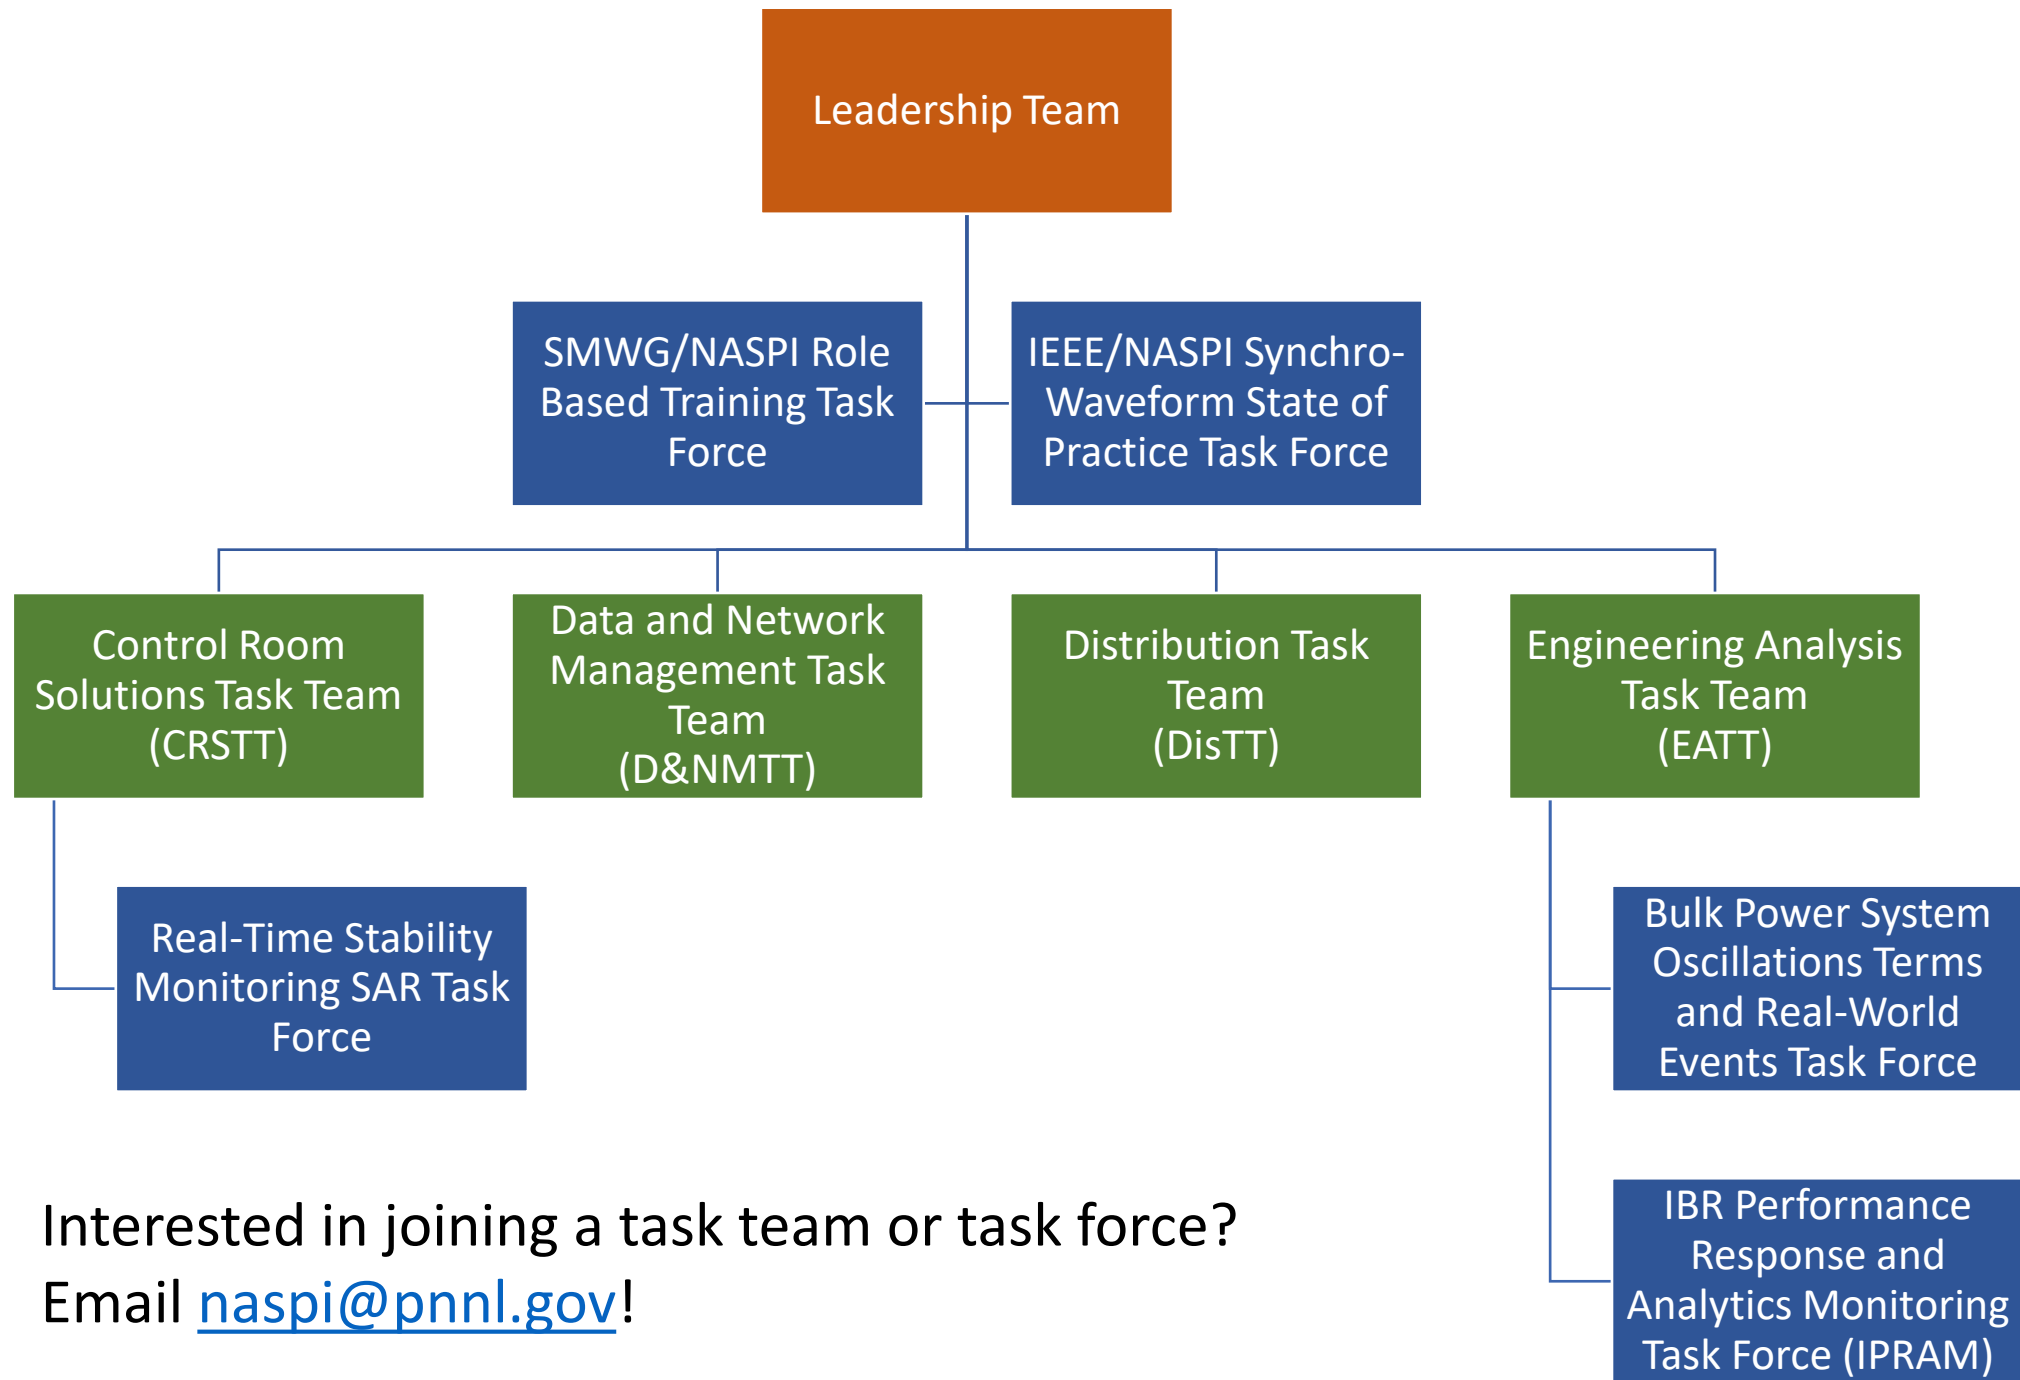 Leadership Team
SMWG/NASPI Role
Based Training Task
Force
IEEE/NASPI Synchro-
Waveform State of
Practice Task Force
Control Room
Solutions Task Team
(CRSTT)
Data and Network
Management Task
Team
(D&NMTT)
Distribution Task
Team
(DisTT)
Engineering Analysis
Task Team
(EATT)
Real-Time Stability
Monitoring SAR Task
Force
Bulk Power System
Oscillations Terms
and Real-World
Events Task Force
IBR Performance
Response and
Analytics Monitoring
Task Force (IPRAM)
Interested in joining a task team or task force?
Email naspi@pnnl.gov!